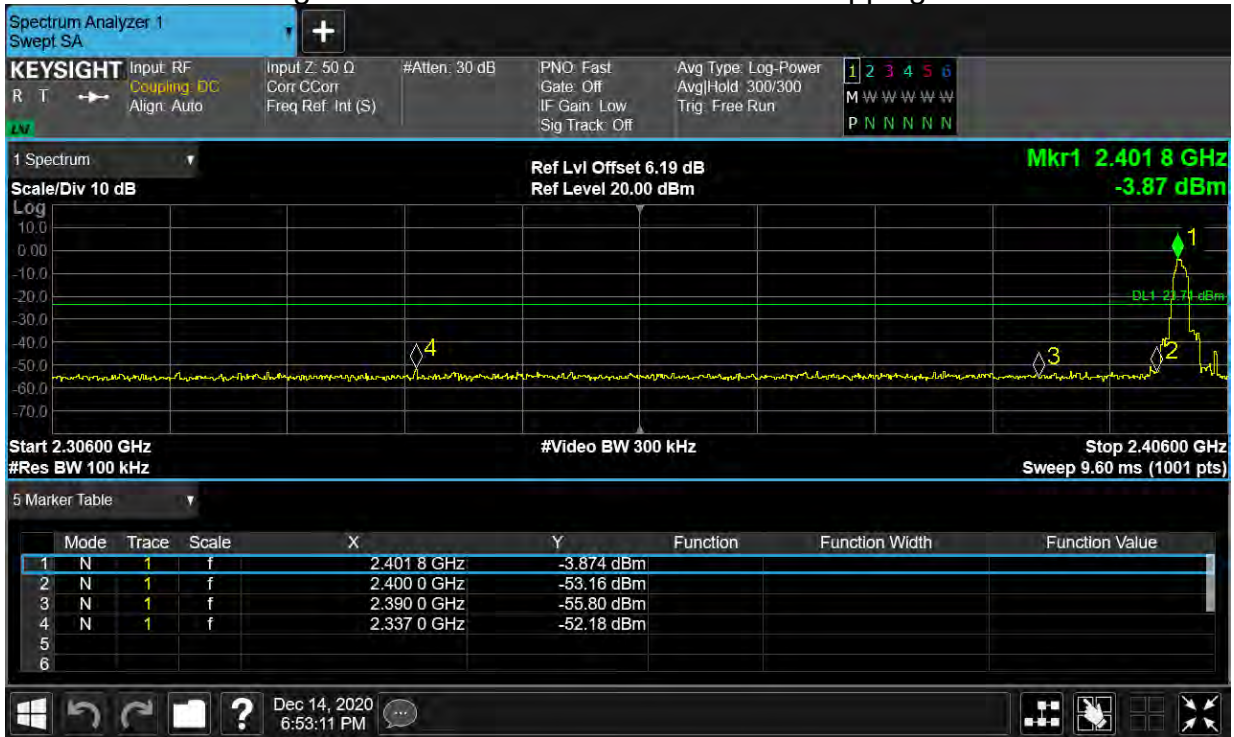 Spectrum Analyzer 1
Swept SA
+
KEYSIGHT Input: RF
R T Coupling: DC
Align: Auto
LXI
Input Z: 50 Ω
Corr CCorr
Freq Ref: Int (S)
#Atten: 30 dB
PNO: Fast
Gate: Off
IF Gain: Low
Sig Track: Off
Avg Type: Log-Power
Avg|Hold: 300/300
Trig: Free Run
1 2 3 4 5 6
M W W W W W W
P N N N N N N
1 Spectrum
Scale/Div 10 dB
Ref Lvl Offset 6.19 dB
Ref Level 20.00 dBm
Mkr1 2.401 8 GHz
-3.87 dBm
Log
10.0
0.00
-10.0
-20.0
-30.0
-40.0
-50.0
-60.0
-70.0
1
DL1 -23.71 dBm
4
3
2
Start 2.30600 GHz
#Video BW 300 kHz
Stop 2.40600 GHz
#Res BW 100 kHz
Sweep 9.60 ms (1001 pts)
5 Marker Table
Mode Trace Scale X Y Function Function Width Function Value
1 N 1 f 2.401 8 GHz -3.874 dBm
2 N 1 f 2.400 0 GHz -53.16 dBm
3 N 1 f 2.390 0 GHz -55.80 dBm
4 N 1 f 2.337 0 GHz -52.18 dBm
5
6
?
Dec 14, 2020
6:53:11 PM